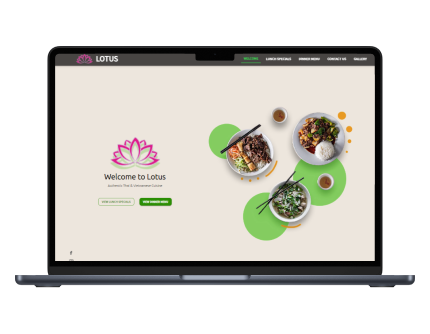 LOTUS
WELCOME LUNCH SPECIALS DINNER MENU CONTACT US GALLERY
Welcome to Lotus
Authentic Thai & Vietnamese Cuisine
VIEW LUNCH SPECIALS VIEW DINNER MENU
f